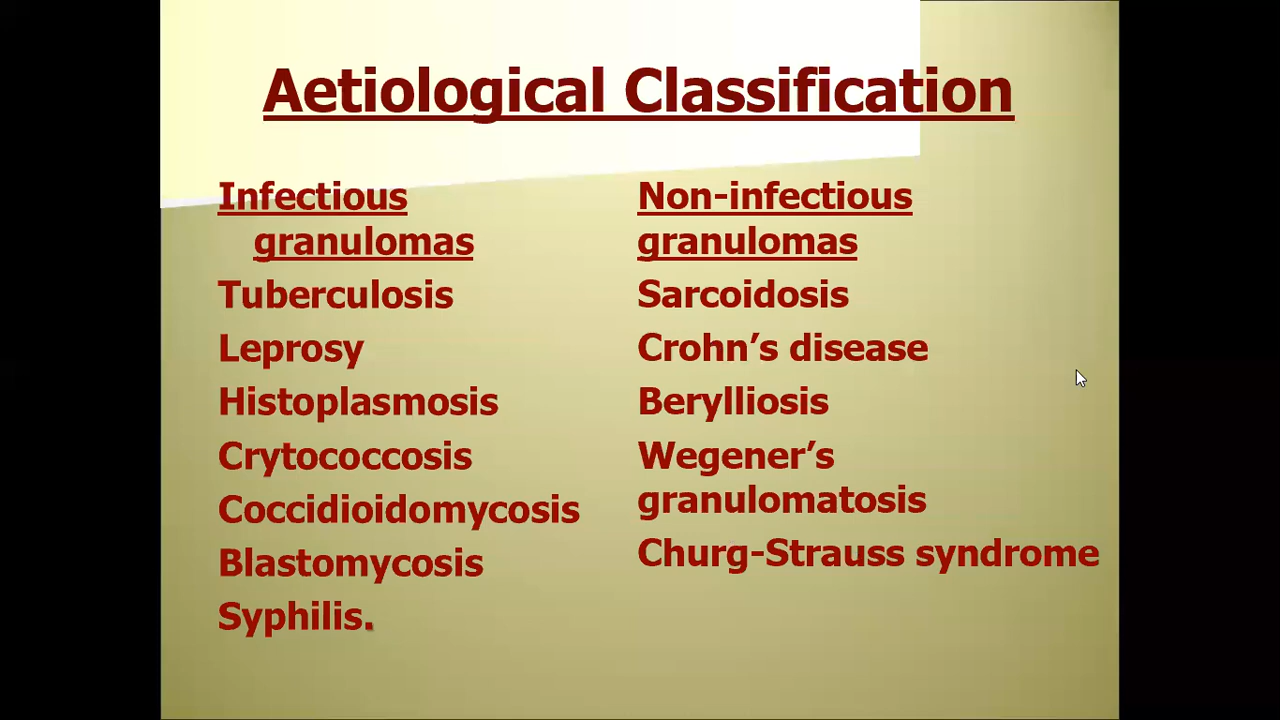 Aetiological Classification
Infectious
granulomas
Tuberculosis
Leprosy
Histoplasmosis
Crytococcosis
Coccidioidomycosis
Blastomycosis
Syphilis.
Non-infectious
granulomas
Sarcoidosis
Crohn’s disease
Berylliosis
Wegener’s
granulomatosis
Churg-Strauss syndrome